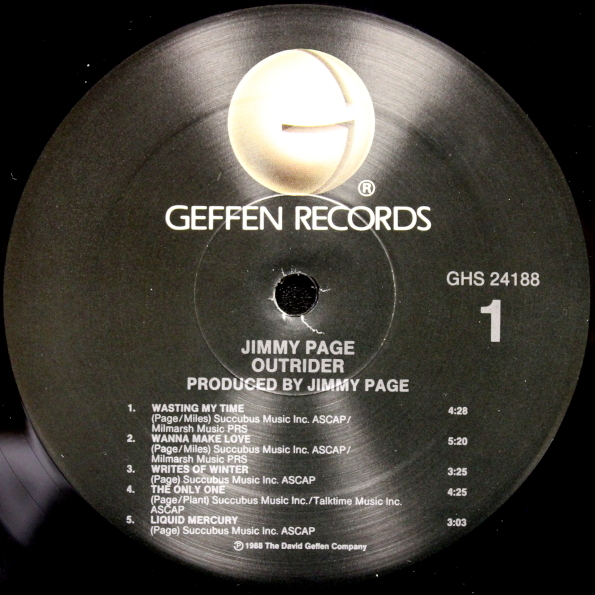 ®
GEFFEN RECORDS
GHS 24188
1
JIMMY PAGE
OUTRIDER
PRODUCED BY JIMMY PAGE
1. WASTING MY TIME 4:28
(Page/Miles) Succubus Music Inc. ASCAP/
Milmarsh Music PRS
2. WANNA MAKE LOVE 5:20
(Page/Miles) Succubus Music Inc. ASCAP/
Milmarsh Music PRS
3. WRITES OF WINTER 3:25
(Page) Succubus Music Inc. ASCAP
4. THE ONLY ONE 4:25
(Page/Plant) Succubus Music Inc./Talktime Music Inc.
ASCAP
5. LIQUID MERCURY 3:03
(Page) Succubus Music Inc. ASCAP
℗ 1988 The David Geffen Company